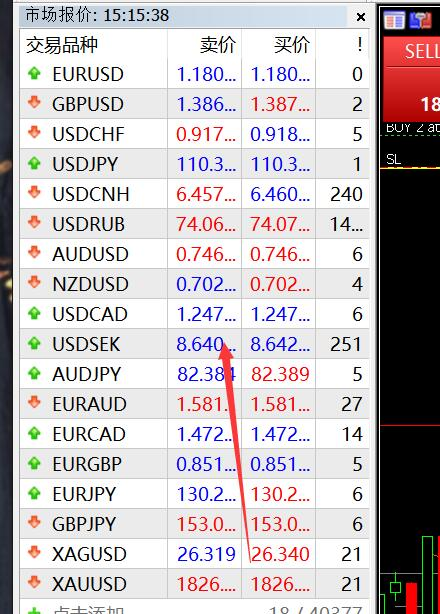 市场报价: 15:15:38
交易品种 卖价 买价 !
EURUSD 1.180... 1.180... 0
GBPUSD 1.386... 1.387... 2
USDCHF 0.917... 0.918... 5
USDJPY 110.3... 110.3... 1
USDCNH 6.457... 6.460... 240
USDRUB 74.06... 74.07... 14...
AUDUSD 0.746... 0.746... 6
NZDUSD 0.702... 0.702... 4
USDCAD 1.247... 1.247... 6
USDSEK 8.640... 8.642... 251
AUDJPY 82.384 82.389 5
EURAUD 1.581... 1.581... 27
EURCAD 1.472... 1.472... 14
EURGBP 0.851... 0.851... 5
EURJPY 130.2... 130.2... 6
GBPJPY 153.0... 153.0... 6
XAGUSD 26.319 26.340 21
XAUUSD 1826.... 1826.... 21
点击添加 18 / 40377
SELL
18
BUY 2 at
SL